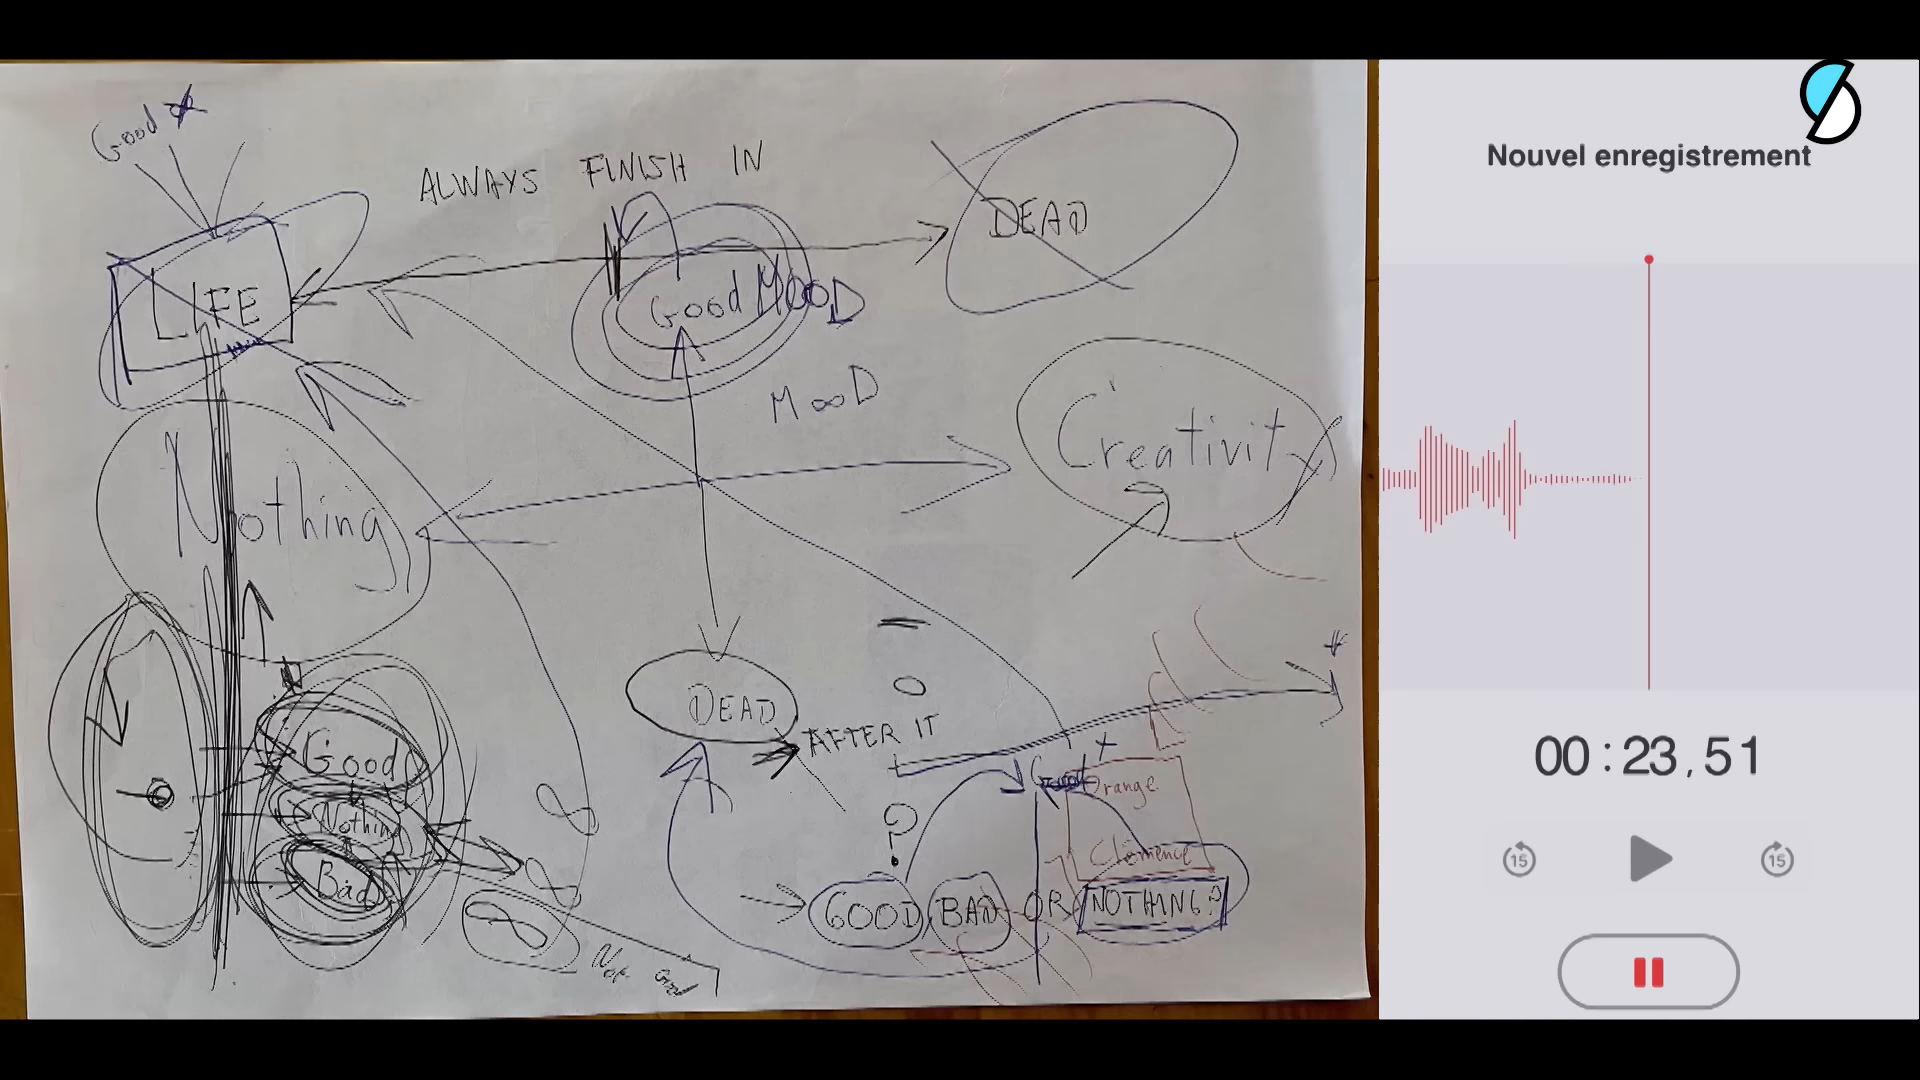 Good
ALWAYS FINISH IN
DEAD
LIFE
Good MooD
MooD
Creativity
Nothing
DEAD
AFTER IT
Good
Nothing
Bad
Good +
Orange
Clémence
?
GOOD BAD OR NOTHING?
Not Good
Nouvel enregistrement
00:23,51
15
15